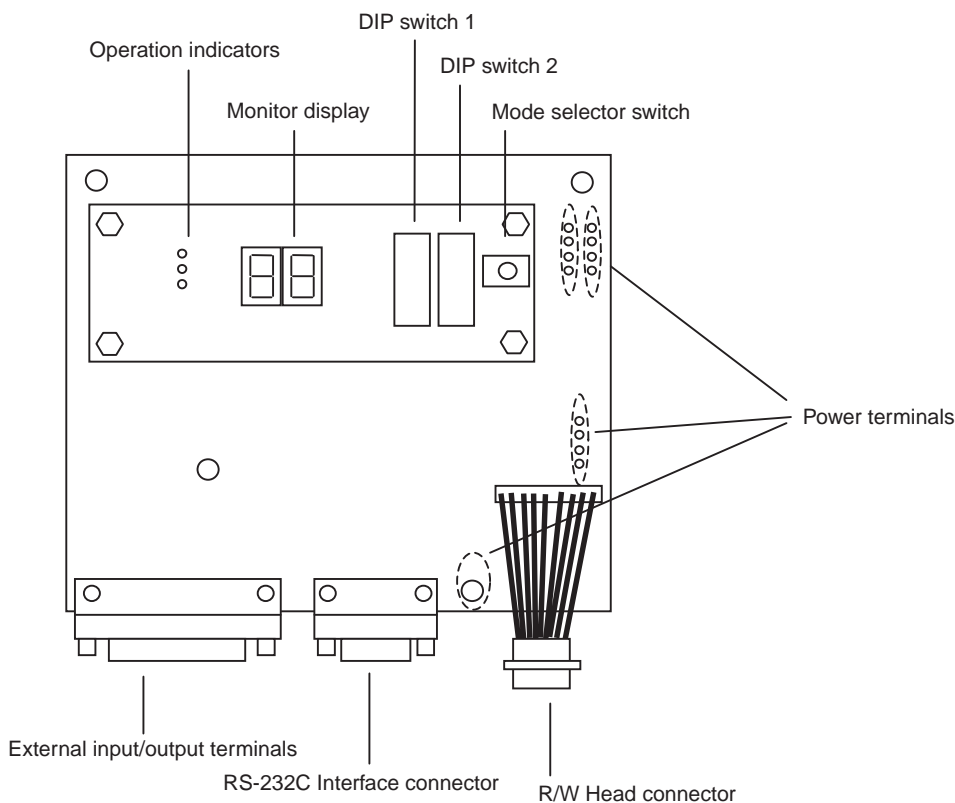 DIP switch 1
Operation indicators
DIP switch 2
Monitor display
Mode selector switch
Power terminals
External input/output terminals
RS-232C Interface connector
R/W Head connector